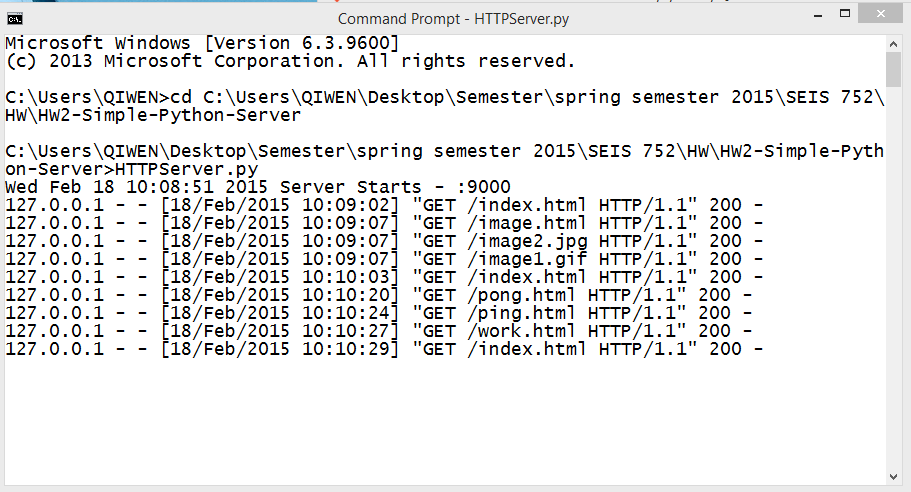 Command Prompt - HTTPServer.py
Microsoft Windows [Version 6.3.9600]
(c) 2013 Microsoft Corporation. All rights reserved.
C:\Users\QIWEN>cd C:\Users\QIWEN\Desktop\Semester\spring semester 2015\SEIS 752\
HW\HW2-Simple-Python-Server
C:\Users\QIWEN\Desktop\Semester\spring semester 2015\SEIS 752\HW\HW2-Simple-Pyth
on-Server>HTTPServer.py
Wed Feb 18 10:08:51 2015 Server Starts - :9000
127.0.0.1 - - [18/Feb/2015 10:09:02] "GET /index.html HTTP/1.1" 200 -
127.0.0.1 - - [18/Feb/2015 10:09:07] "GET /image.html HTTP/1.1" 200 -
127.0.0.1 - - [18/Feb/2015 10:09:07] "GET /image2.jpg HTTP/1.1" 200 -
127.0.0.1 - - [18/Feb/2015 10:09:07] "GET /image1.gif HTTP/1.1" 200 -
127.0.0.1 - - [18/Feb/2015 10:10:03] "GET /index.html HTTP/1.1" 200 -
127.0.0.1 - - [18/Feb/2015 10:10:20] "GET /pong.html HTTP/1.1" 200 -
127.0.0.1 - - [18/Feb/2015 10:10:24] "GET /ping.html HTTP/1.1" 200 -
127.0.0.1 - - [18/Feb/2015 10:10:27] "GET /work.html HTTP/1.1" 200 -
127.0.0.1 - - [18/Feb/2015 10:10:29] "GET /index.html HTTP/1.1" 200 -